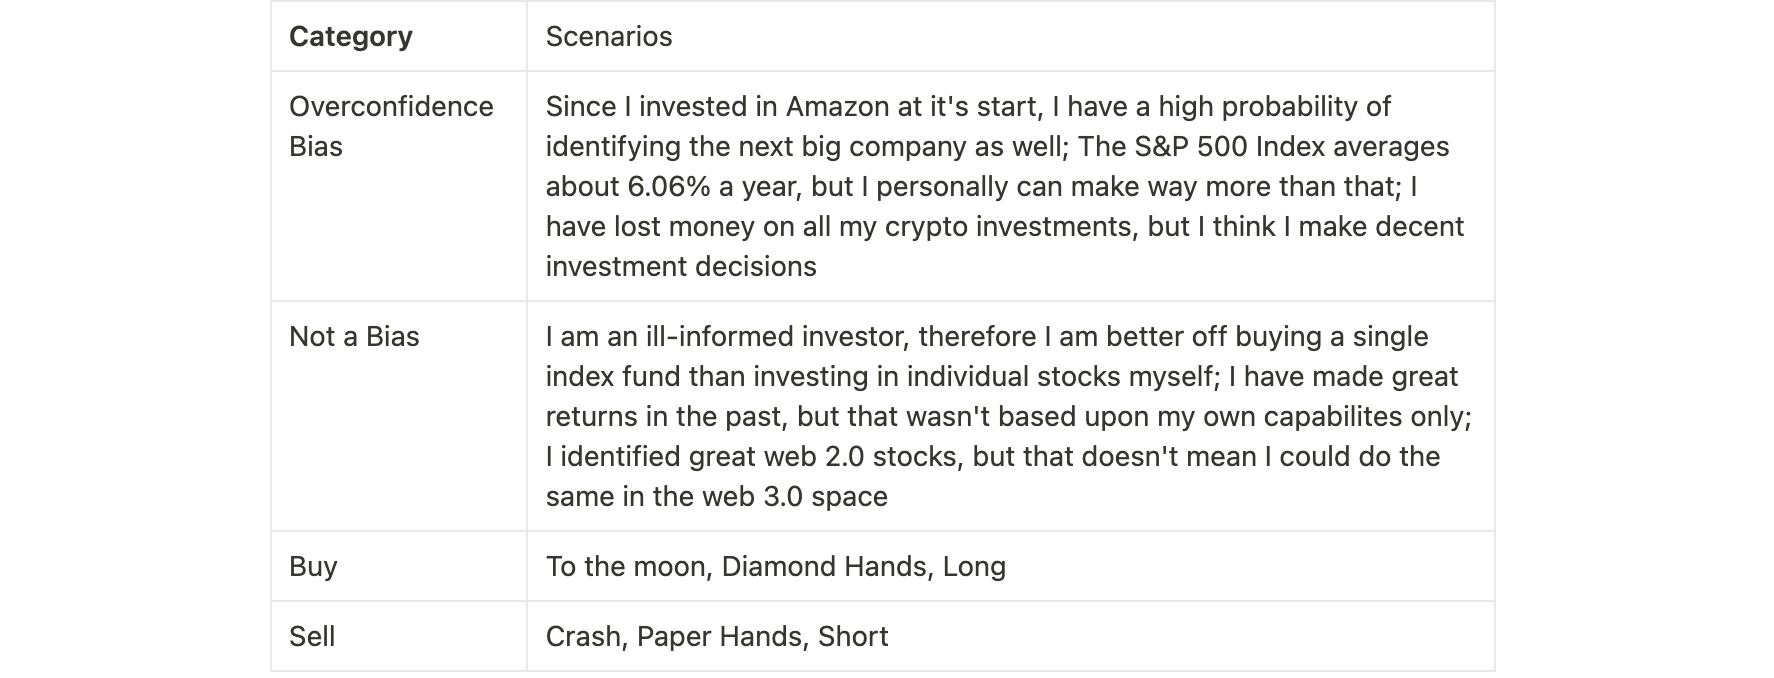 Category
Scenarios
Overconfidence
Bias
Since I invested in Amazon at it's start, I have a high probability of
identifying the next big company as well; The S&P 500 Index averages
about 6.06% a year, but I personally can make way more than that; I
have lost money on all my crypto investments, but I think I make decent
investment decisions
Not a Bias
I am an ill-informed investor, therefore I am better off buying a single
index fund than investing in individual stocks myself; I have made great
returns in the past, but that wasn't based upon my own capabilites only;
I identified great web 2.0 stocks, but that doesn't mean I could do the
same in the web 3.0 space
Buy
To the moon, Diamond Hands, Long
Sell
Crash, Paper Hands, Short